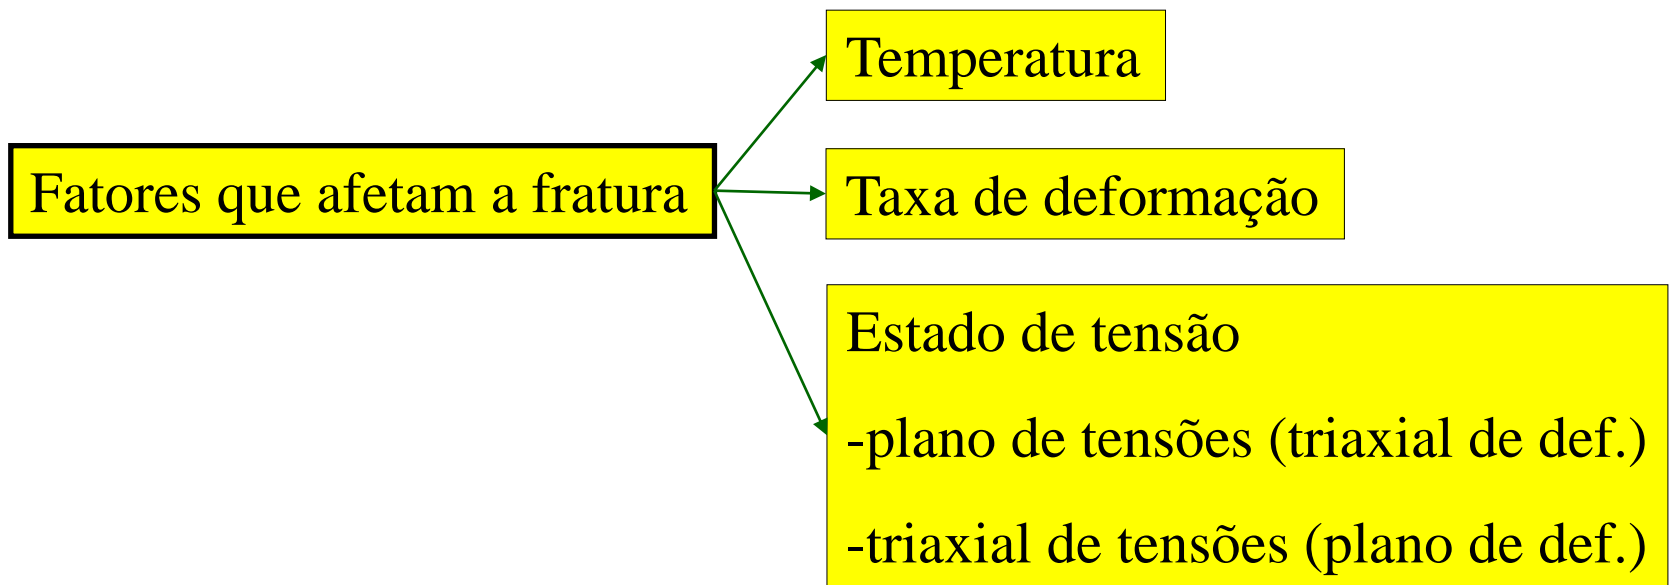 Temperatura
Fatores que afetam a fratura
Taxa de deformação
Estado de tensão
-plano de tensões (triaxial de def.)
-triaxial de tensões (plano de def.)